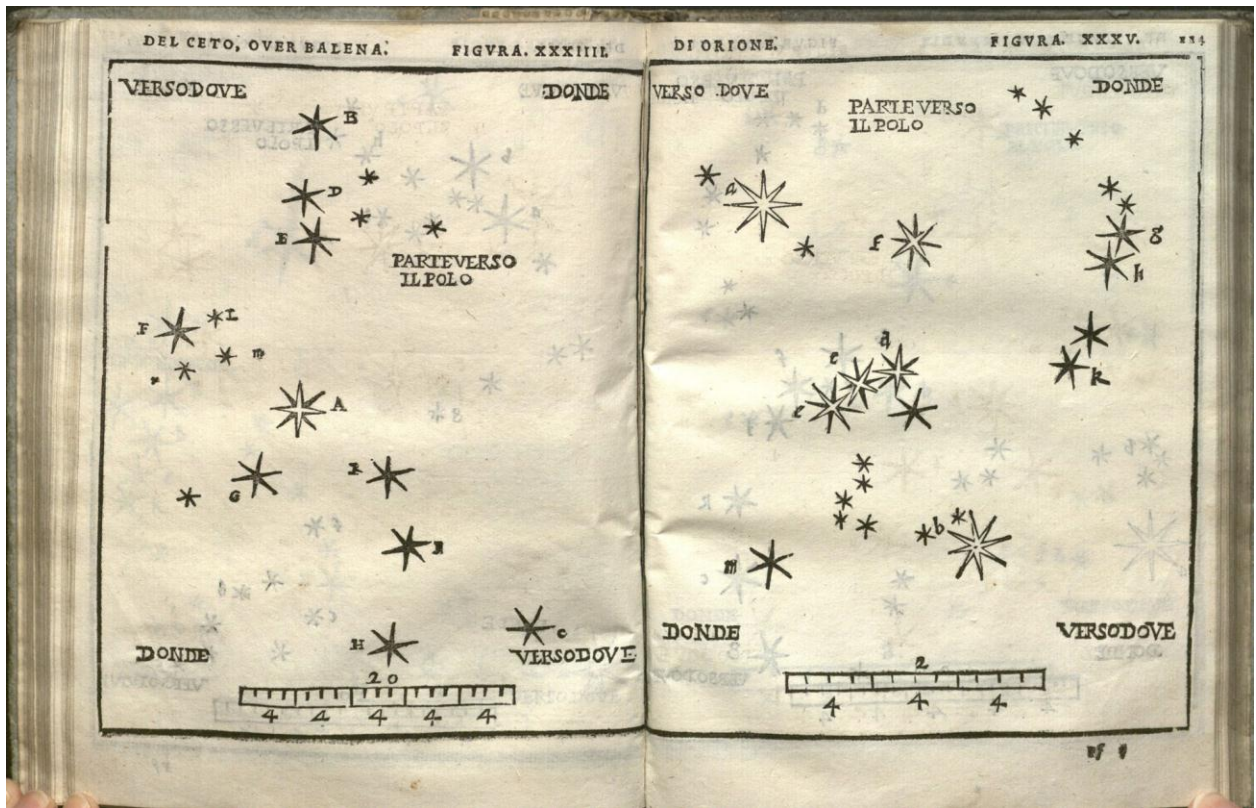 DEL CETO, OVER BALENA. FIGVRA. XXXIIII.
VERSO DOVE DONDE
B
D
E
PARTE VERSO
IL POLO
F L
m
A
G
N
H c
DONDE VERSO DOVE
20
4 4 4 4 4
DI ORIONE. FIGVRA. XXXV. 114
VERSO DOVE DONDE
PARTE VERSO
IL POLO
a
f g
h
d
e
k
e
b
m
DONDE VERSO DOVE
2
4 4 4